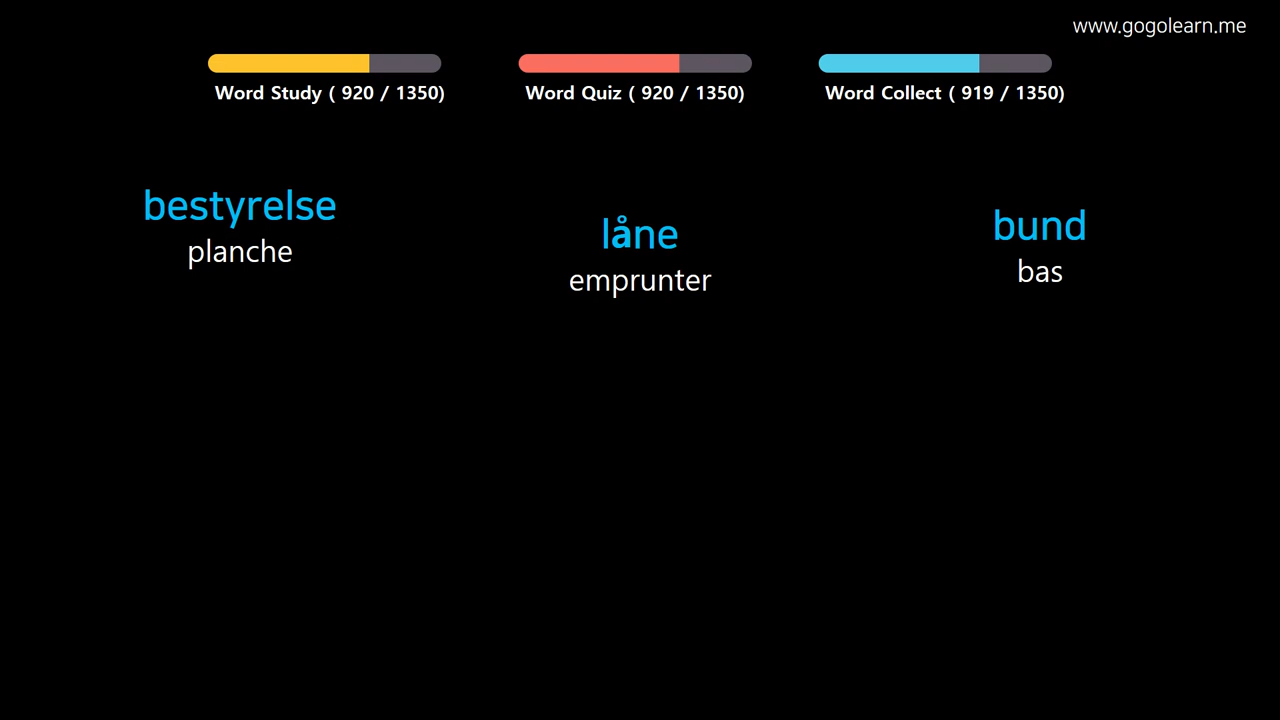 www.gogolearn.me
Word Study ( 920 / 1350)
Word Quiz ( 920 / 1350)
Word Collect ( 919 / 1350)
bestyrelse
planche
låne
emprunter
bund
bas